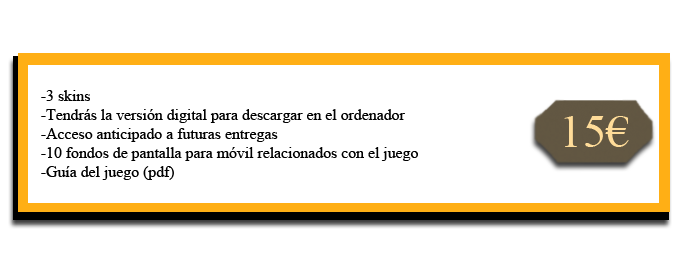 -3 skins
-Tendrás la versión digital para descargar en el ordenador
-Acceso anticipado a futuras entregas
-10 fondos de pantalla para móvil relacionados con el juego
-Guía del juego (pdf)
15€